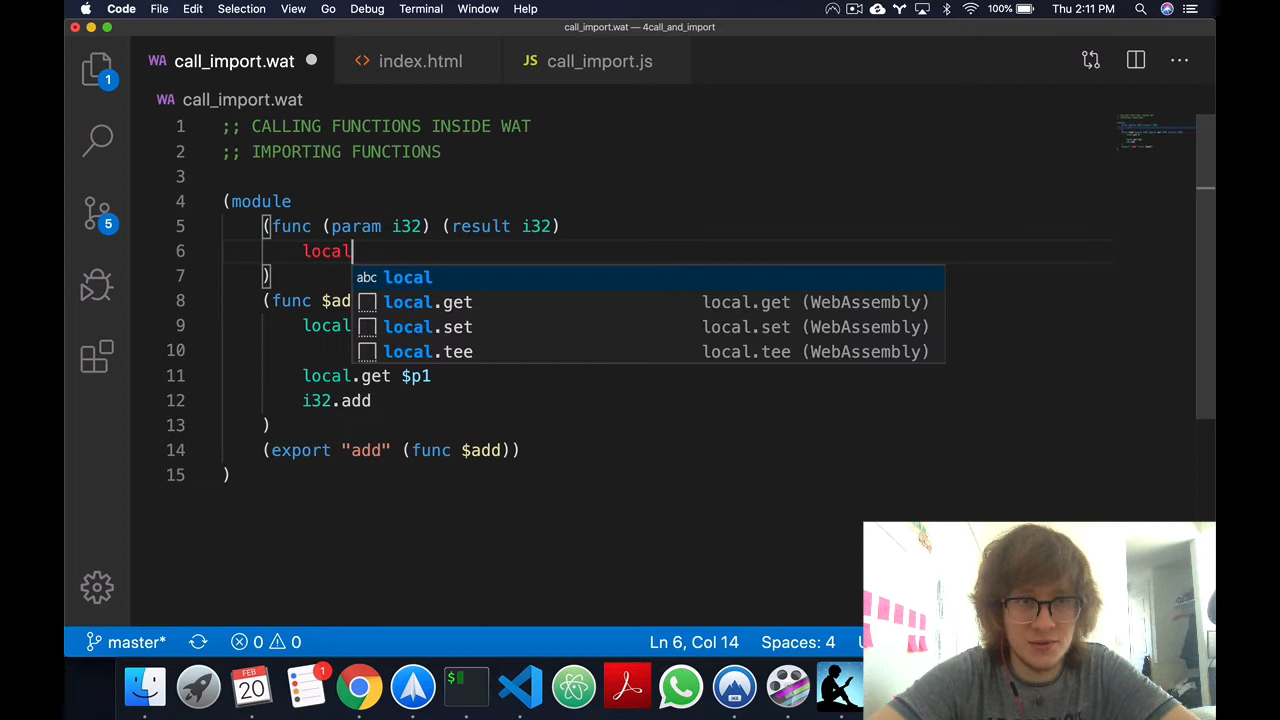 Code File Edit Selection View Go Debug Terminal Window Help 100% Thu 2:11 PM
call_import.wat — 4call_and_import
WA call_import.wat index.html JS call_import.js
WA call_import.wat
1
5
1 ;; CALLING FUNCTIONS INSIDE WAT
2 ;; IMPORTING FUNCTIONS
3
4 (module
5 (func (param i32) (result i32)
6 local
7 )
abc local
local.get local.get (WebAssembly)
local.set local.set (WebAssembly)
local.tee local.tee (WebAssembly)
8 (func $ad
9 local
10
11 local.get $p1
12 i32.add
13 )
14 (export "add" (func $add))
15 )
master* 0 0 Ln 6, Col 14 Spaces: 4
FEB
20
1
$